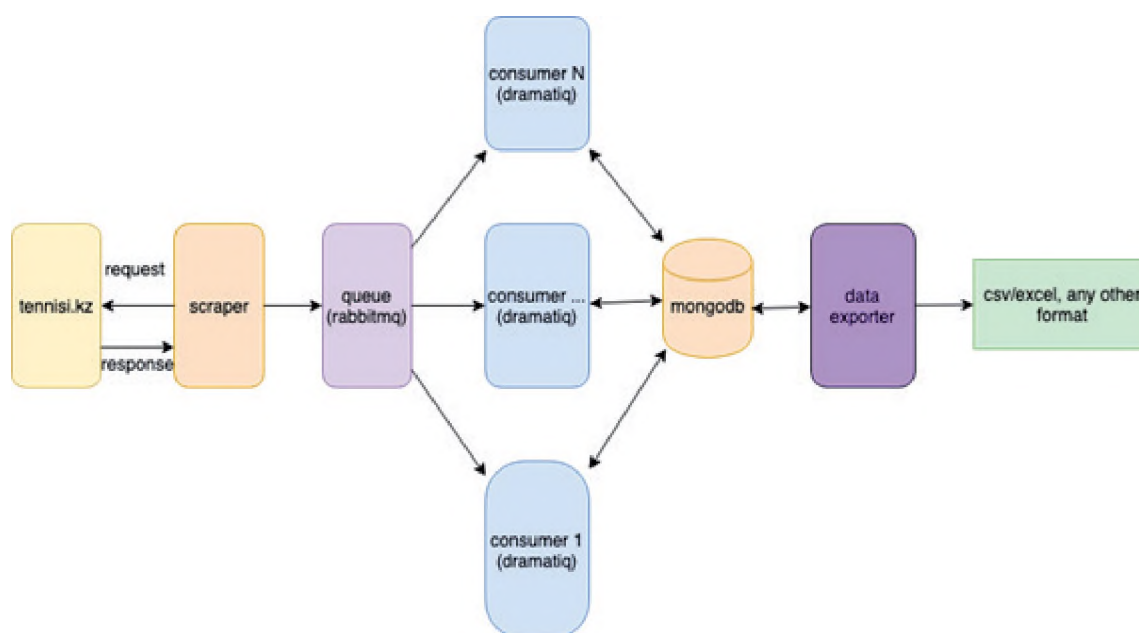 consumer N
(dramatiq)
request
tennisi.kz
response
scraper
queue
(rabbitmq)
consumer ...
(dramatiq)
consumer 1
(dramatiq)
mongodb
data
exporter
csv/excel, any other
format